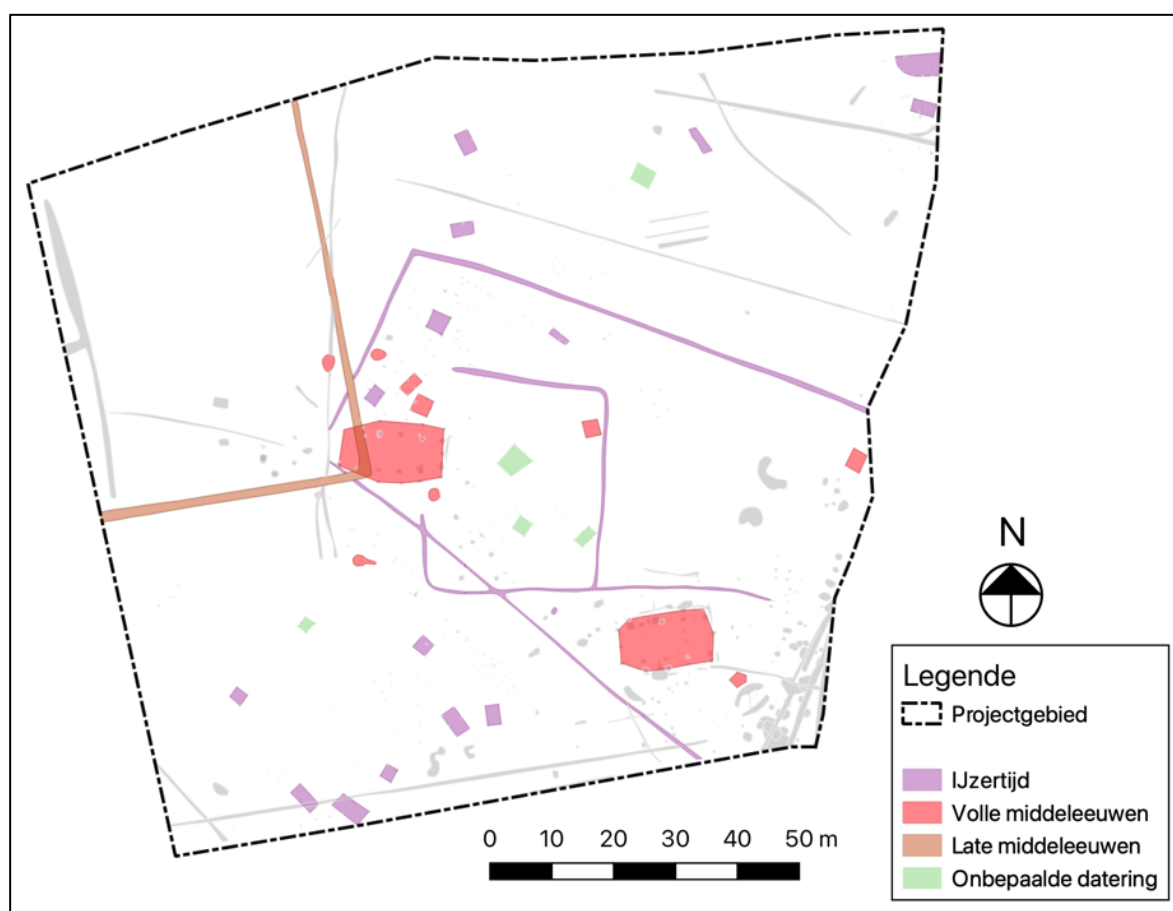 N
Legende
Projectgebied
IJzertijd
Volle middeleeuwen
Late middeleeuwen
Onbepaalde datering
0 10 20 30 40 50 m